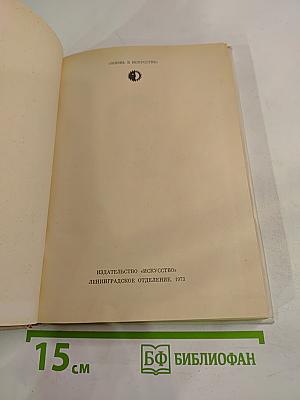 «ЖИЗНЬ В ИСКУССТВЕ»
ИЗДАТЕЛЬСТВО «ИСКУССТВО»
ЛЕНИНГРАДСКОЕ ОТДЕЛЕНИЕ. 1973
15 см
БФ БИБЛИОФАН